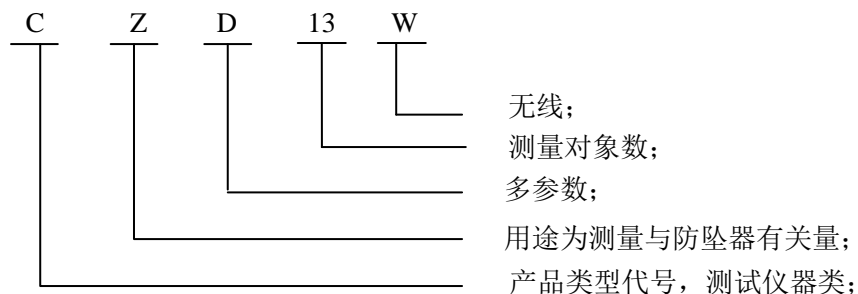 C Z D 13 W
无线；
测量对象数；
多参数；
用途为测量与防坠器有关量；
产品类型代号，测试仪器类；